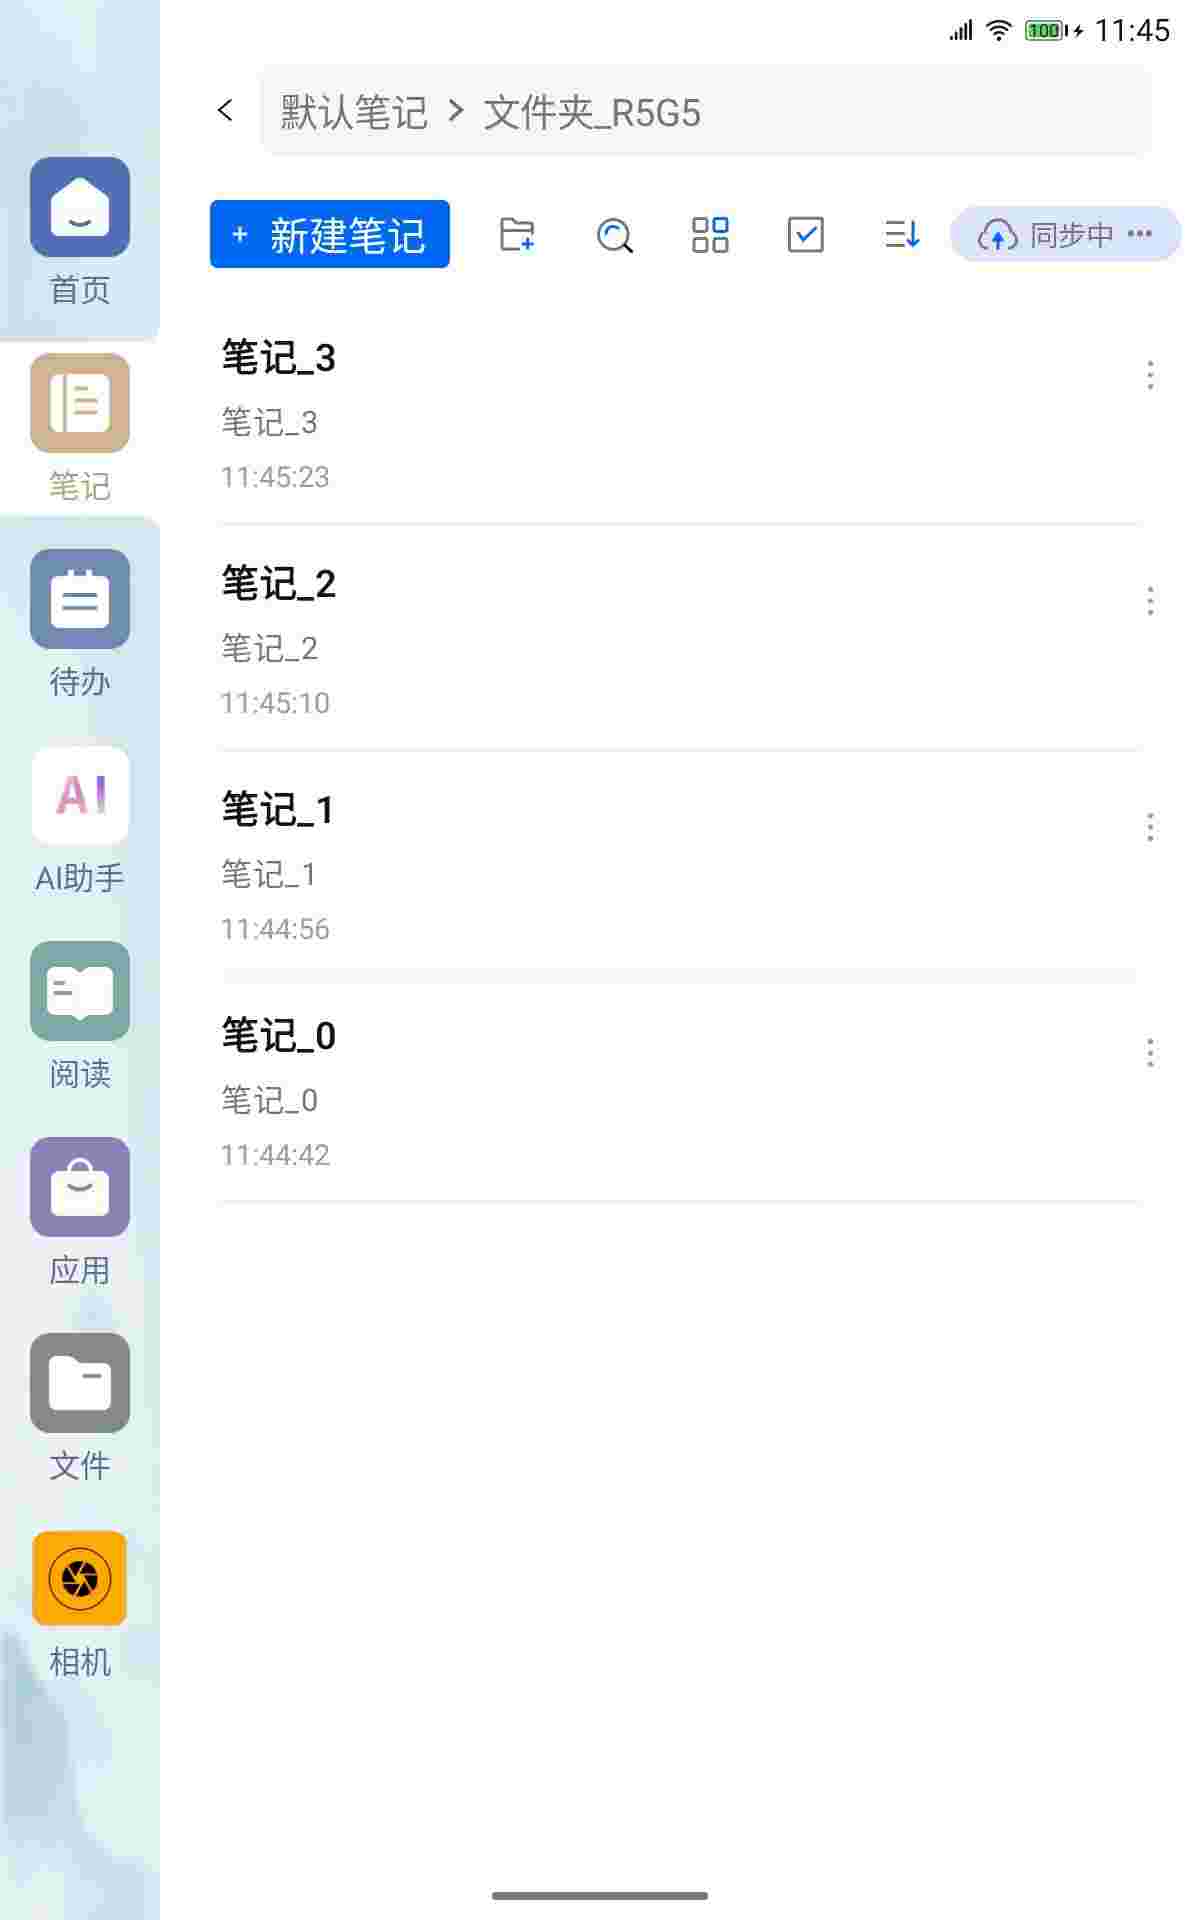 100 11:45
默认笔记 > 文件夹_R5G5
+ 新建笔记
同步中 •••
首页
笔记
待办
AI
AI助手
阅读
应用
文件
相机
笔记_3
笔记_3
11:45:23
笔记_2
笔记_2
11:45:10
笔记_1
笔记_1
11:44:56
笔记_0
笔记_0
11:44:42